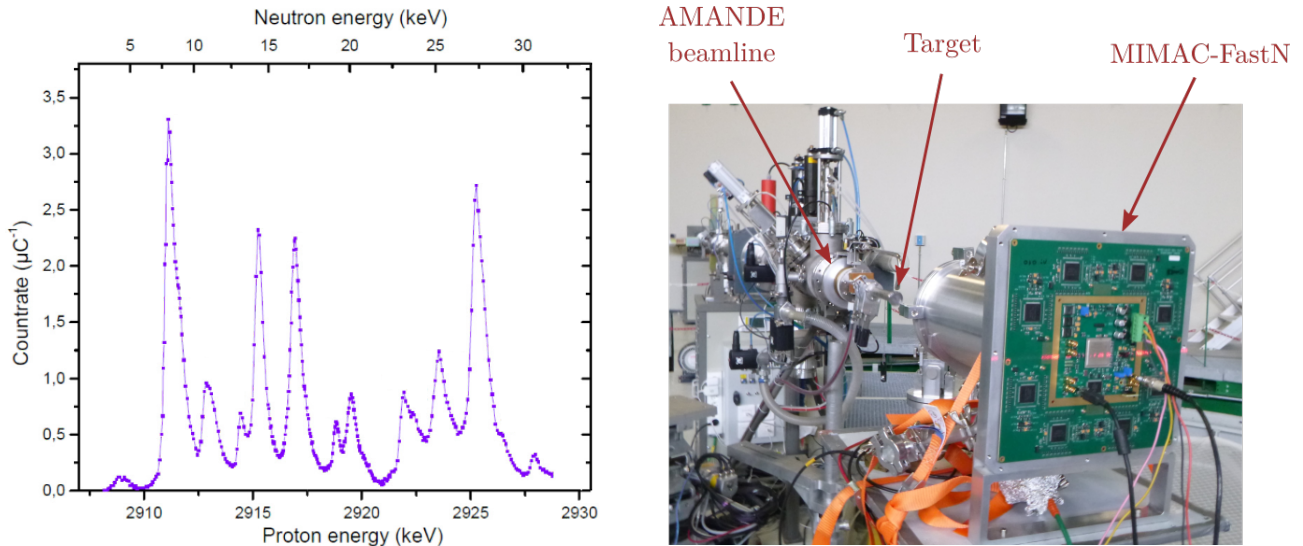 Neutron energy (keV)
5 10 15 20 25 30
3,5
3,0
2,5
2,0
1,5
1,0
0,5
0,0
Countrate (µC⁻¹)
2910 2915 2920 2925 2930
Proton energy (keV)
AMANDE
beamline
Target
MIMAC-FastN